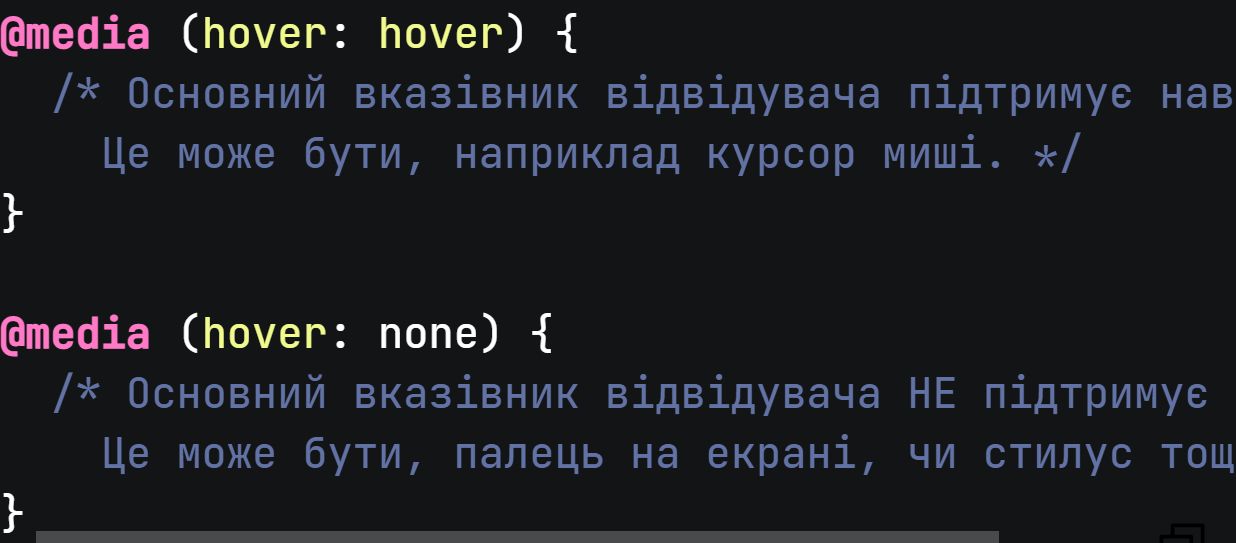 @media (hover: hover) {
/* Основний вказівник відвідувача підтримує нав
Це може бути, наприклад курсор миші. */
}
@media (hover: none) {
/* Основний вказівник відвідувача НЕ підтримує
Це може бути, палець на екрані, чи стилус тощ
}